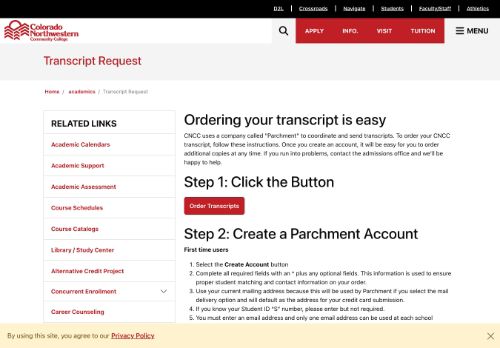 D2L | Crossroads | Navigate | Students | Faculty/Staff | Athletics
Colorado
Northwestern
Community College
APPLY INFO. VISIT TUITION MENU
Transcript Request
Home / academics / Transcript Request
RELATED LINKS
Academic Calendars
Academic Support
Academic Assessment
Course Schedules
Course Catalogs
Library / Study Center
Alternative Credit Project
Concurrent Enrollment
Career Counseling
Ordering your transcript is easy
CNCC uses a company called "Parchment" to coordinate and send transcripts. To order your CNCC
transcript, follow these instructions. Once you create an account, it will be easy for you to order
additional copies at any time. If you run into problems, contact the admissions office and we'll be
happy to help.
Step 1: Click the Button
Order Transcripts
Step 2: Create a Parchment Account
First time users
1. Select the Create Account button
2. Complete all required fields with an * plus any optional fields. This information is used to ensure
proper student matching and contact information on your order.
3. Use your current mailing address because this will be used by Parchment if you select the mail
delivery option and will default as the address for your credit card submission.
4. If you know your Student ID "S" number, please enter but not required.
5. You must enter an email address and only one email address can be used at each school
By using this site, you agree to our Privacy Policy